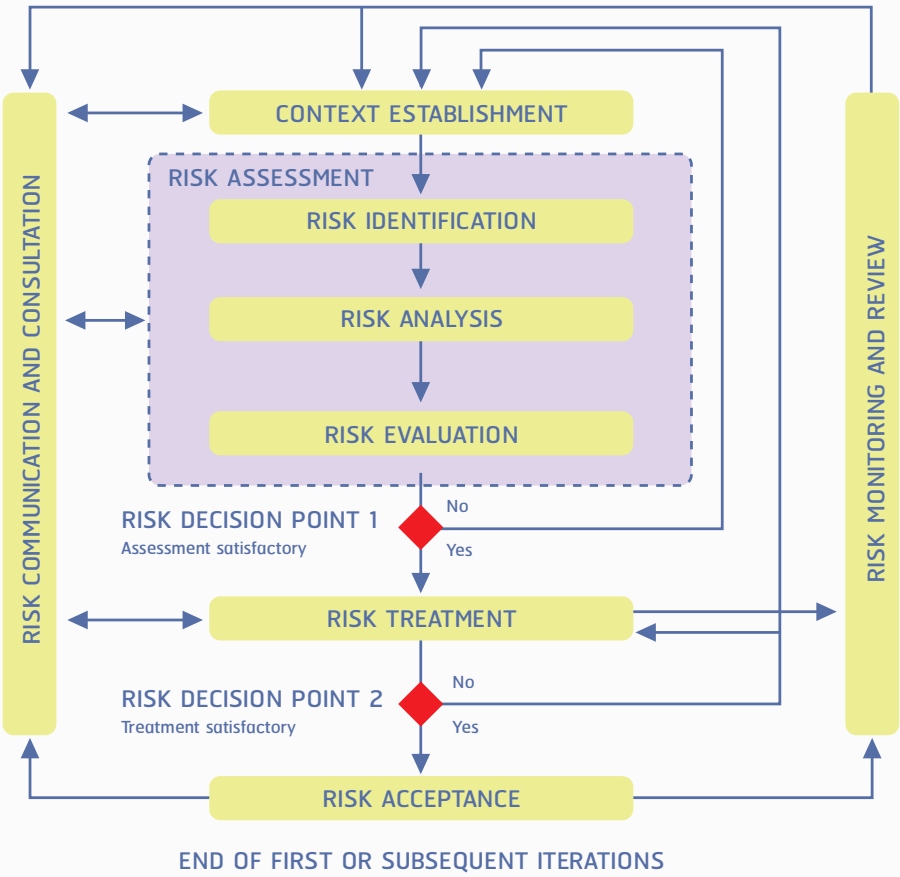 CONTEXT ESTABLISHMENT
RISK ASSESSMENT
RISK IDENTIFICATION
RISK ANALYSIS
RISK EVALUATION
RISK DECISION POINT 1
Assessment satisfactory
No
Yes
RISK TREATMENT
RISK DECISION POINT 2
Treatment satisfactory
No
Yes
RISK ACCEPTANCE
RISK COMMUNICATION AND CONSULTATION
RISK MONITORING AND REVIEW
END OF FIRST OR SUBSEQUENT ITERATIONS